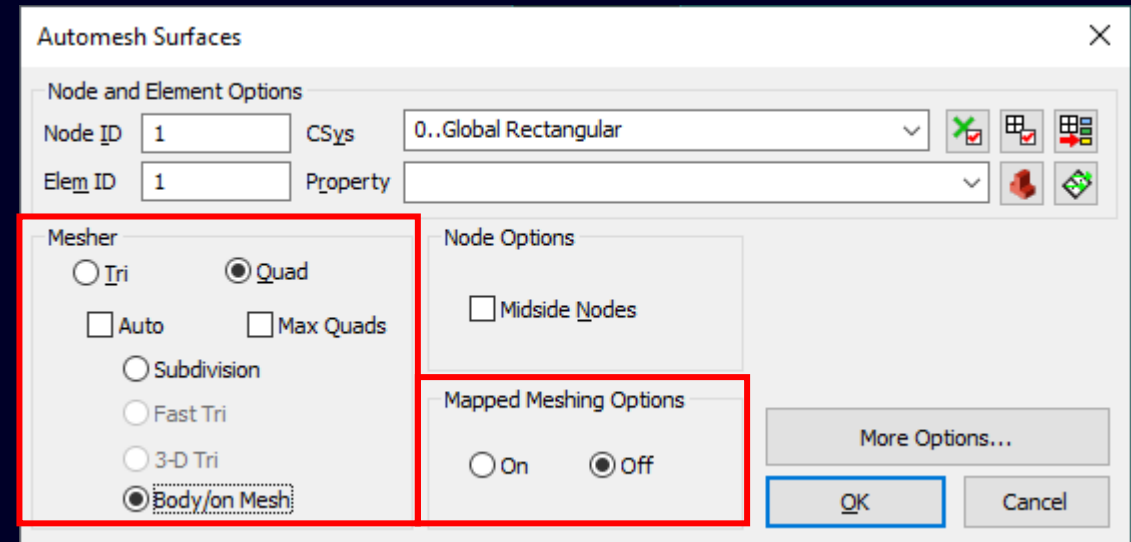 Automesh Surfaces
Node and Element Options
Node ID 1 CSys 0..Global Rectangular
Elem ID 1 Property
Mesher
Tri Quad
Auto Max Quads
Subdivision
Fast Tri
3-D Tri
Body/on Mesh
Node Options
Midside Nodes
Mapped Meshing Options
On Off
More Options...
OK Cancel